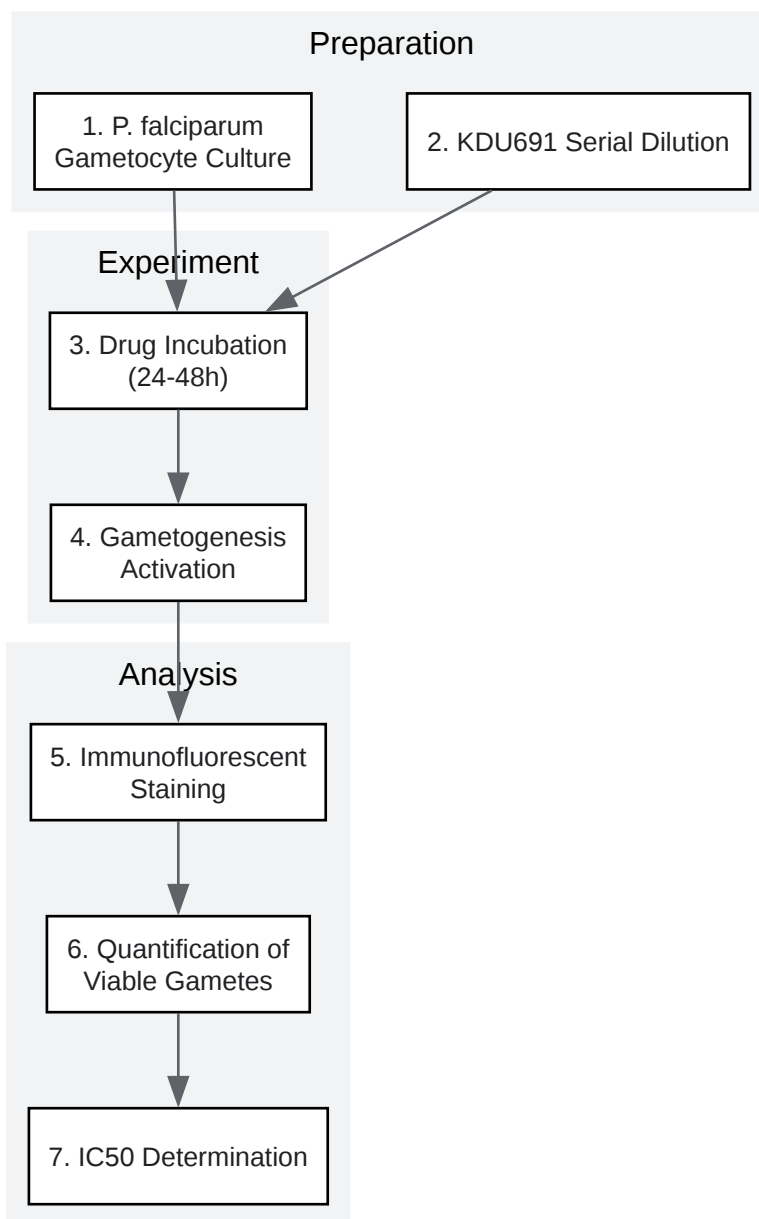 Preparation
1. P. falciparum
Gametocyte Culture
2. KDU691 Serial Dilution
Experiment
3. Drug Incubation
(24-48h)
4. Gametogenesis
Activation
Analysis
5. Immunofluorescent
Staining
6. Quantification of
Viable Gametes
7. IC50 Determination